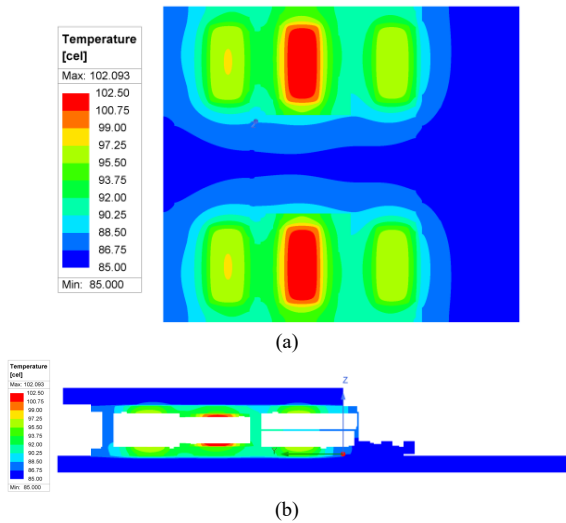 Temperature
[cel]
Max: 102.093
102.50
100.75
99.00
97.25
95.50
93.75
92.00
90.25
88.50
86.75
85.00
Min: 85.000
(a)
Temperature
[cel]
Max: 102.093
102.50
100.75
99.00
97.25
95.50
93.75
92.00
90.25
88.50
86.75
85.00
Min: 85.000
Z
Y
(b)